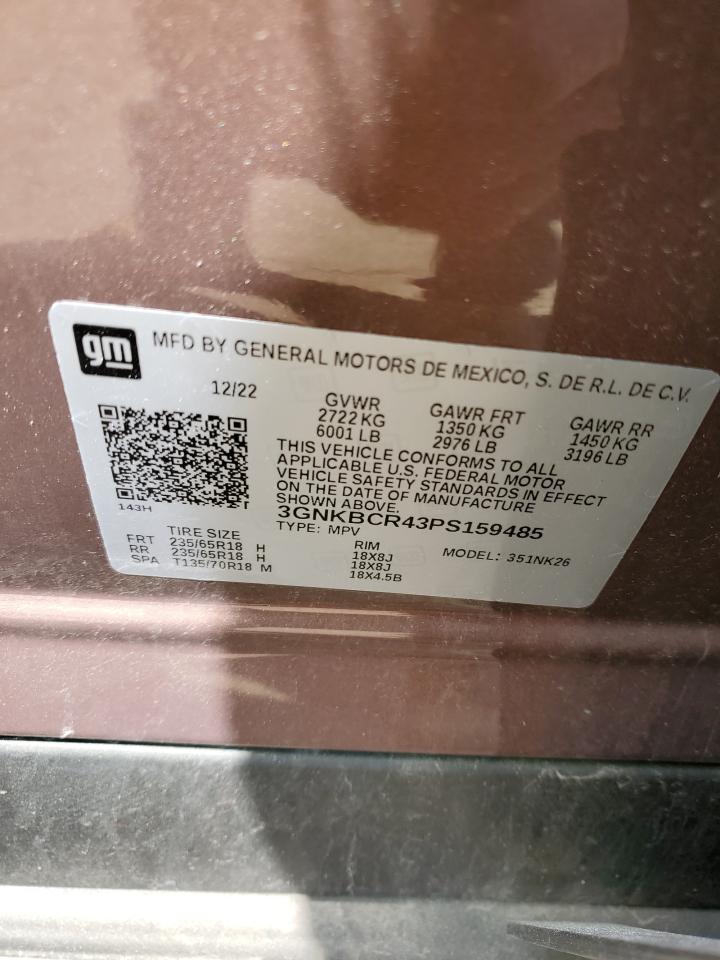 gm
MFD BY GENERAL MOTORS DE MEXICO, S. DE R.L. DE C.V.
12/22
GVWR GAWR FRT GAWR RR
2722 KG 1350 KG 1450 KG
6001 LB 2976 LB 3196 LB
THIS VEHICLE CONFORMS TO ALL
APPLICABLE U.S. FEDERAL MOTOR
VEHICLE SAFETY STANDARDS IN EFFECT
ON THE DATE OF MANUFACTURE
SHOWN ABOVE.
143H
3GNKBCR43PS159485
TYPE: MPV MODEL: 351NK26
TIRE SIZE RIM
FRT 235/65R18 H 18X8J
RR 235/65R18 H 18X8J
SPA T135/70R18 M 18X4.5B